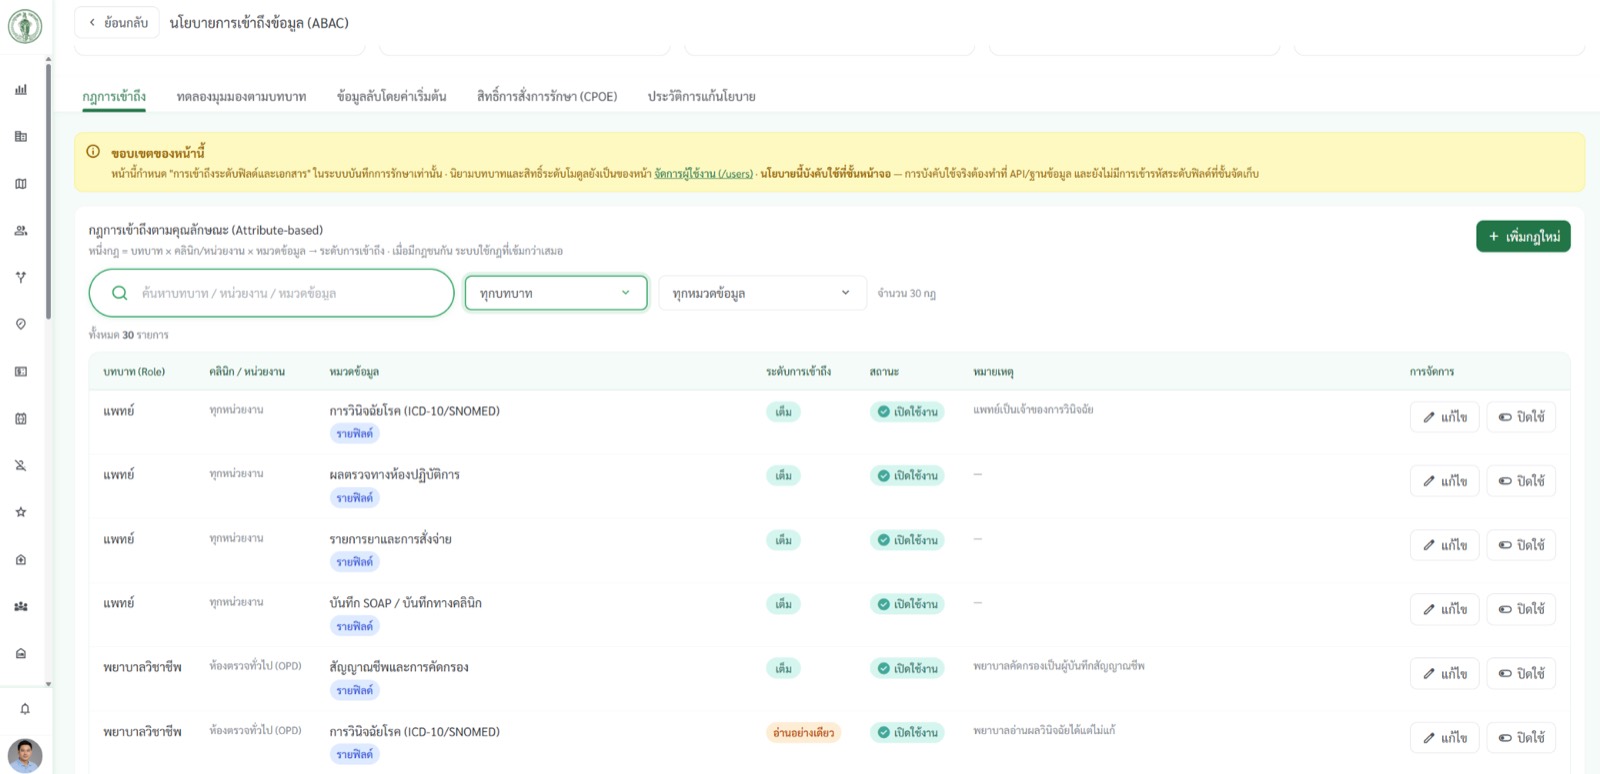 ย้อนกลับ นโยบายการเข้าถึงข้อมูล (ABAC)
กฎการเข้าถึง ทดลองมุมมองตามบทบาท ข้อมูลลับโดยค่าเริ่มต้น สิทธิ์การสั่งการรักษา (CPOE) ประวัติการแก้นโยบาย
ขอบเขตของหน้านี้
หน้านี้กำหนด "การเข้าถึงระดับฟิลด์และเอกสาร" ในระบบบันทึกการรักษาเท่านั้น · นิยามบทบาทและสิทธิ์ระดับโมดูลยังเป็นของหน้า จัดการผู้ใช้งาน (/users) · นโยบายนี้บังคับใช้ที่ชั้นหน้าจอ — การบังคับใช้จริงต้องทำที่ API/ฐานข้อมูล และยังไม่มีการเข้ารหัสระดับฟิลด์ที่ชั้นจัดเก็บ
กฎการเข้าถึงตามคุณลักษณะ (Attribute-based)
หนึ่งกฎ = บทบาท × คลินิก/หน่วยงาน × หมวดข้อมูล → ระดับการเข้าถึง · เมื่อมีกฎชนกัน ระบบใช้กฎที่เข้มกว่าเสมอ
+ เพิ่มกฎใหม่
ค้นหาบทบาท / หน่วยงาน / หมวดข้อมูล ทุกบทบาท ทุกหมวดข้อมูล จำนวน 30 กฎ
ทั้งหมด 30 รายการ
บทบาท (Role) คลินิก / หน่วยงาน หมวดข้อมูล ระดับการเข้าถึง สถานะ หมายเหตุ การจัดการ
แพทย์ ทุกหน่วยงาน การวินิจฉัยโรค (ICD-10/SNOMED) เต็ม เปิดใช้งาน แพทย์เป็นเจ้าของการวินิจฉัย แก้ไข ปิดใช้
รายฟิลด์
แพทย์ ทุกหน่วยงาน ผลตรวจทางห้องปฏิบัติการ เต็ม เปิดใช้งาน — แก้ไข ปิดใช้
รายฟิลด์
แพทย์ ทุกหน่วยงาน รายการยาและการสั่งจ่าย เต็ม เปิดใช้งาน — แก้ไข ปิดใช้
รายฟิลด์
แพทย์ ทุกหน่วยงาน บันทึก SOAP / บันทึกทางคลินิก เต็ม เปิดใช้งาน — แก้ไข ปิดใช้
รายฟิลด์
พยาบาลวิชาชีพ ห้องตรวจทั่วไป (OPD) สัญญาณชีพและการคัดกรอง เต็ม เปิดใช้งาน พยาบาลคัดกรองเป็นผู้บันทึกสัญญาณชีพ แก้ไข ปิดใช้
รายฟิลด์
พยาบาลวิชาชีพ ห้องตรวจทั่วไป (OPD) การวินิจฉัยโรค (ICD-10/SNOMED) อ่านอย่างเดียว เปิดใช้งาน พยาบาลอ่านผลวินิจฉัยได้แต่ไม่แก้ แก้ไข ปิดใช้
รายฟิลด์